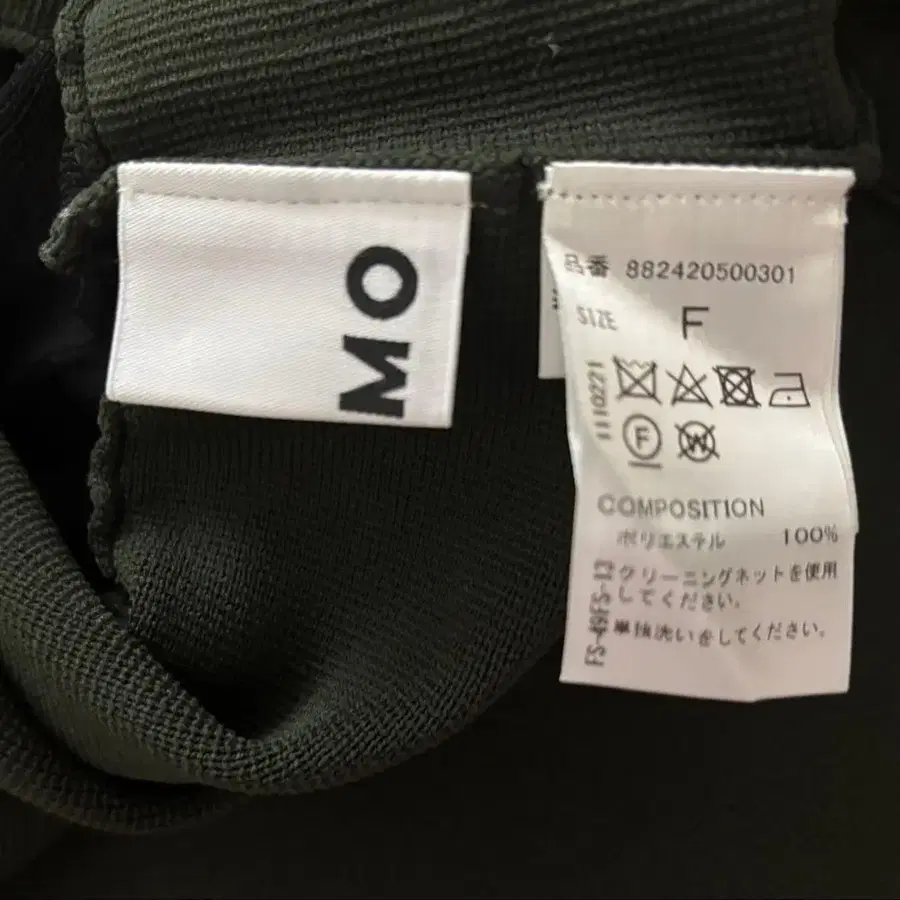 MO
品番 882420500301
SIZE F
1110221
F
W
COMPOSITION
ポリエステル 100%
クリーニングネットを使用
してください。
単独洗いをしてください。